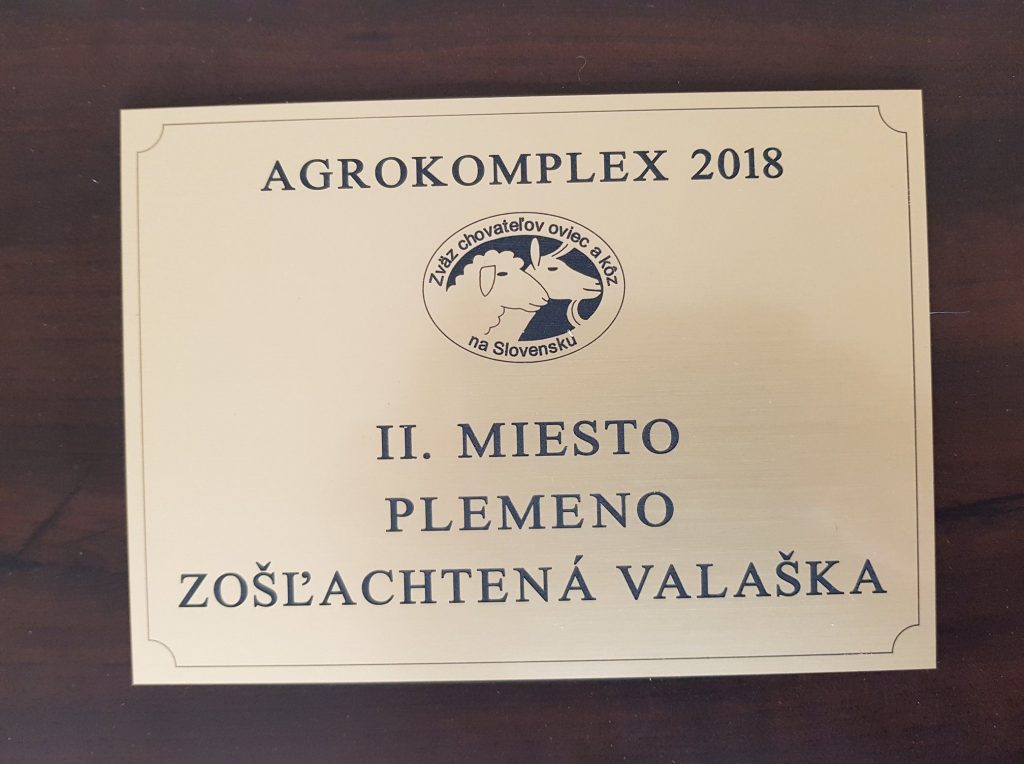 AGROKOMPLEX 2018
Zväz chovateľov oviec a kôz
na Slovensku
II. MIESTO
PLEMENO
ZOŠĽACHTENÁ VALAŠKA